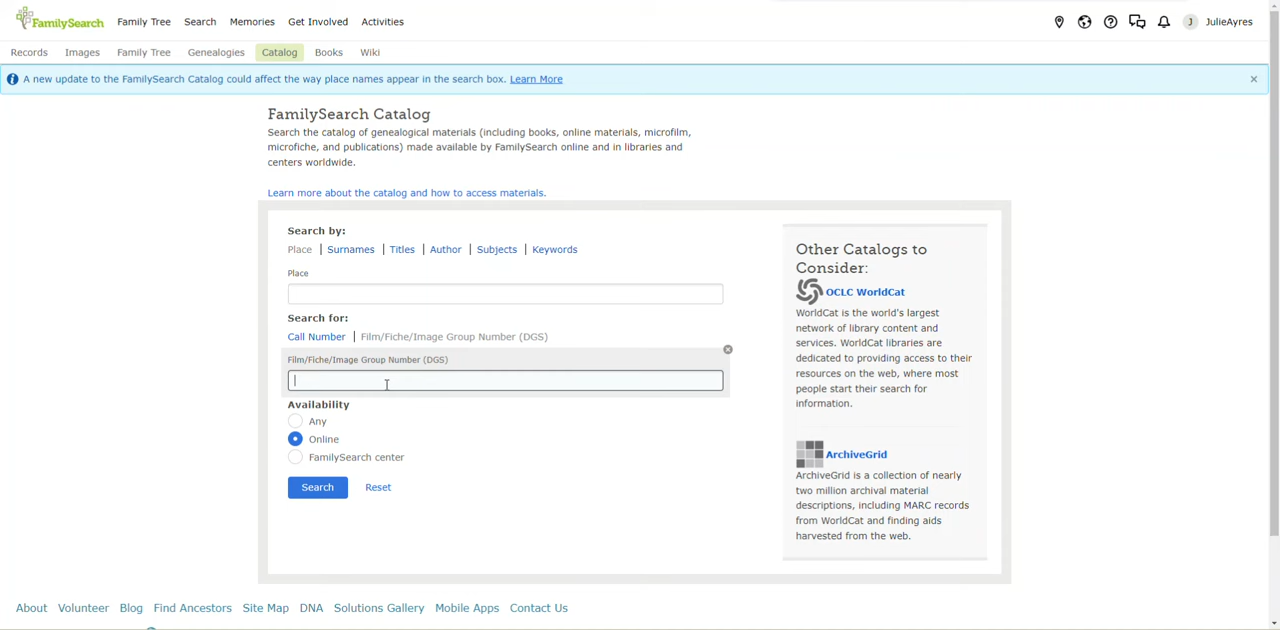 FamilySearch Family Tree Search Memories Get Involved Activities J JulieAyres
Records Images Family Tree Genealogies Catalog Books Wiki
A new update to the FamilySearch Catalog could affect the way place names appear in the search box. Learn More
FamilySearch Catalog
Search the catalog of genealogical materials (including books, online materials, microfilm,
microfiche, and publications) made available by FamilySearch online and in libraries and
centers worldwide.
Learn more about the catalog and how to access materials.
Search by:
Place | Surnames | Titles | Author | Subjects | Keywords
Place
Search for:
Call Number | Film/Fiche/Image Group Number (DGS)
Film/Fiche/Image Group Number (DGS)
Availability
Any
Online
FamilySearch center
Search Reset
Other Catalogs to
Consider:
OCLC WorldCat
WorldCat is the world's largest
network of library content and
services. WorldCat libraries are
dedicated to providing access to their
resources on the web, where most
people start their search for
information.
ArchiveGrid
ArchiveGrid is a collection of nearly
two million archival material
descriptions, including MARC records
from WorldCat and finding aids
harvested from the web.
About Volunteer Blog Find Ancestors Site Map DNA Solutions Gallery Mobile Apps Contact Us